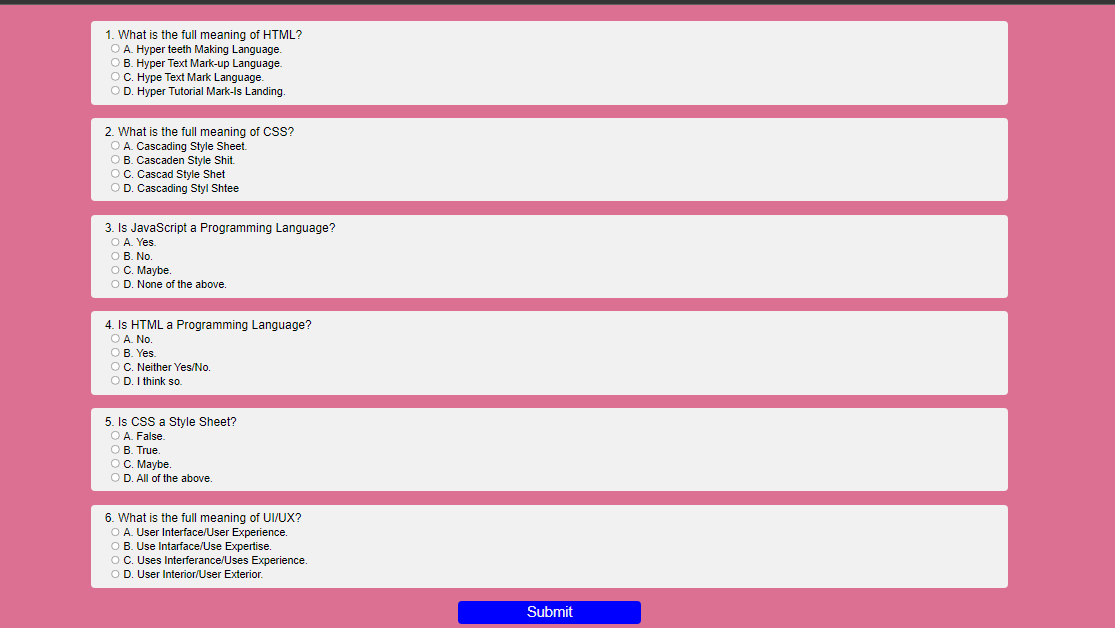 1. What is the full meaning of HTML?
A. Hyper teeth Making Language.
B. Hyper Text Mark-up Language.
C. Hype Text Mark Language.
D. Hyper Tutorial Mark-Is Landing.
2. What is the full meaning of CSS?
A. Cascading Style Sheet.
B. Cascaden Style Shit.
C. Cascad Style Shet
D. Cascading Styl Shtee
3. Is JavaScript a Programming Language?
A. Yes.
B. No.
C. Maybe.
D. None of the above.
4. Is HTML a Programming Language?
A. No.
B. Yes.
C. Neither Yes/No.
D. I think so.
5. Is CSS a Style Sheet?
A. False.
B. True.
C. Maybe.
D. All of the above.
6. What is the full meaning of UI/UX?
A. User Interface/User Experience.
B. Use Intarface/Use Expertise.
C. Uses Interferance/Uses Experience.
D. User Interior/User Exterior.
Submit